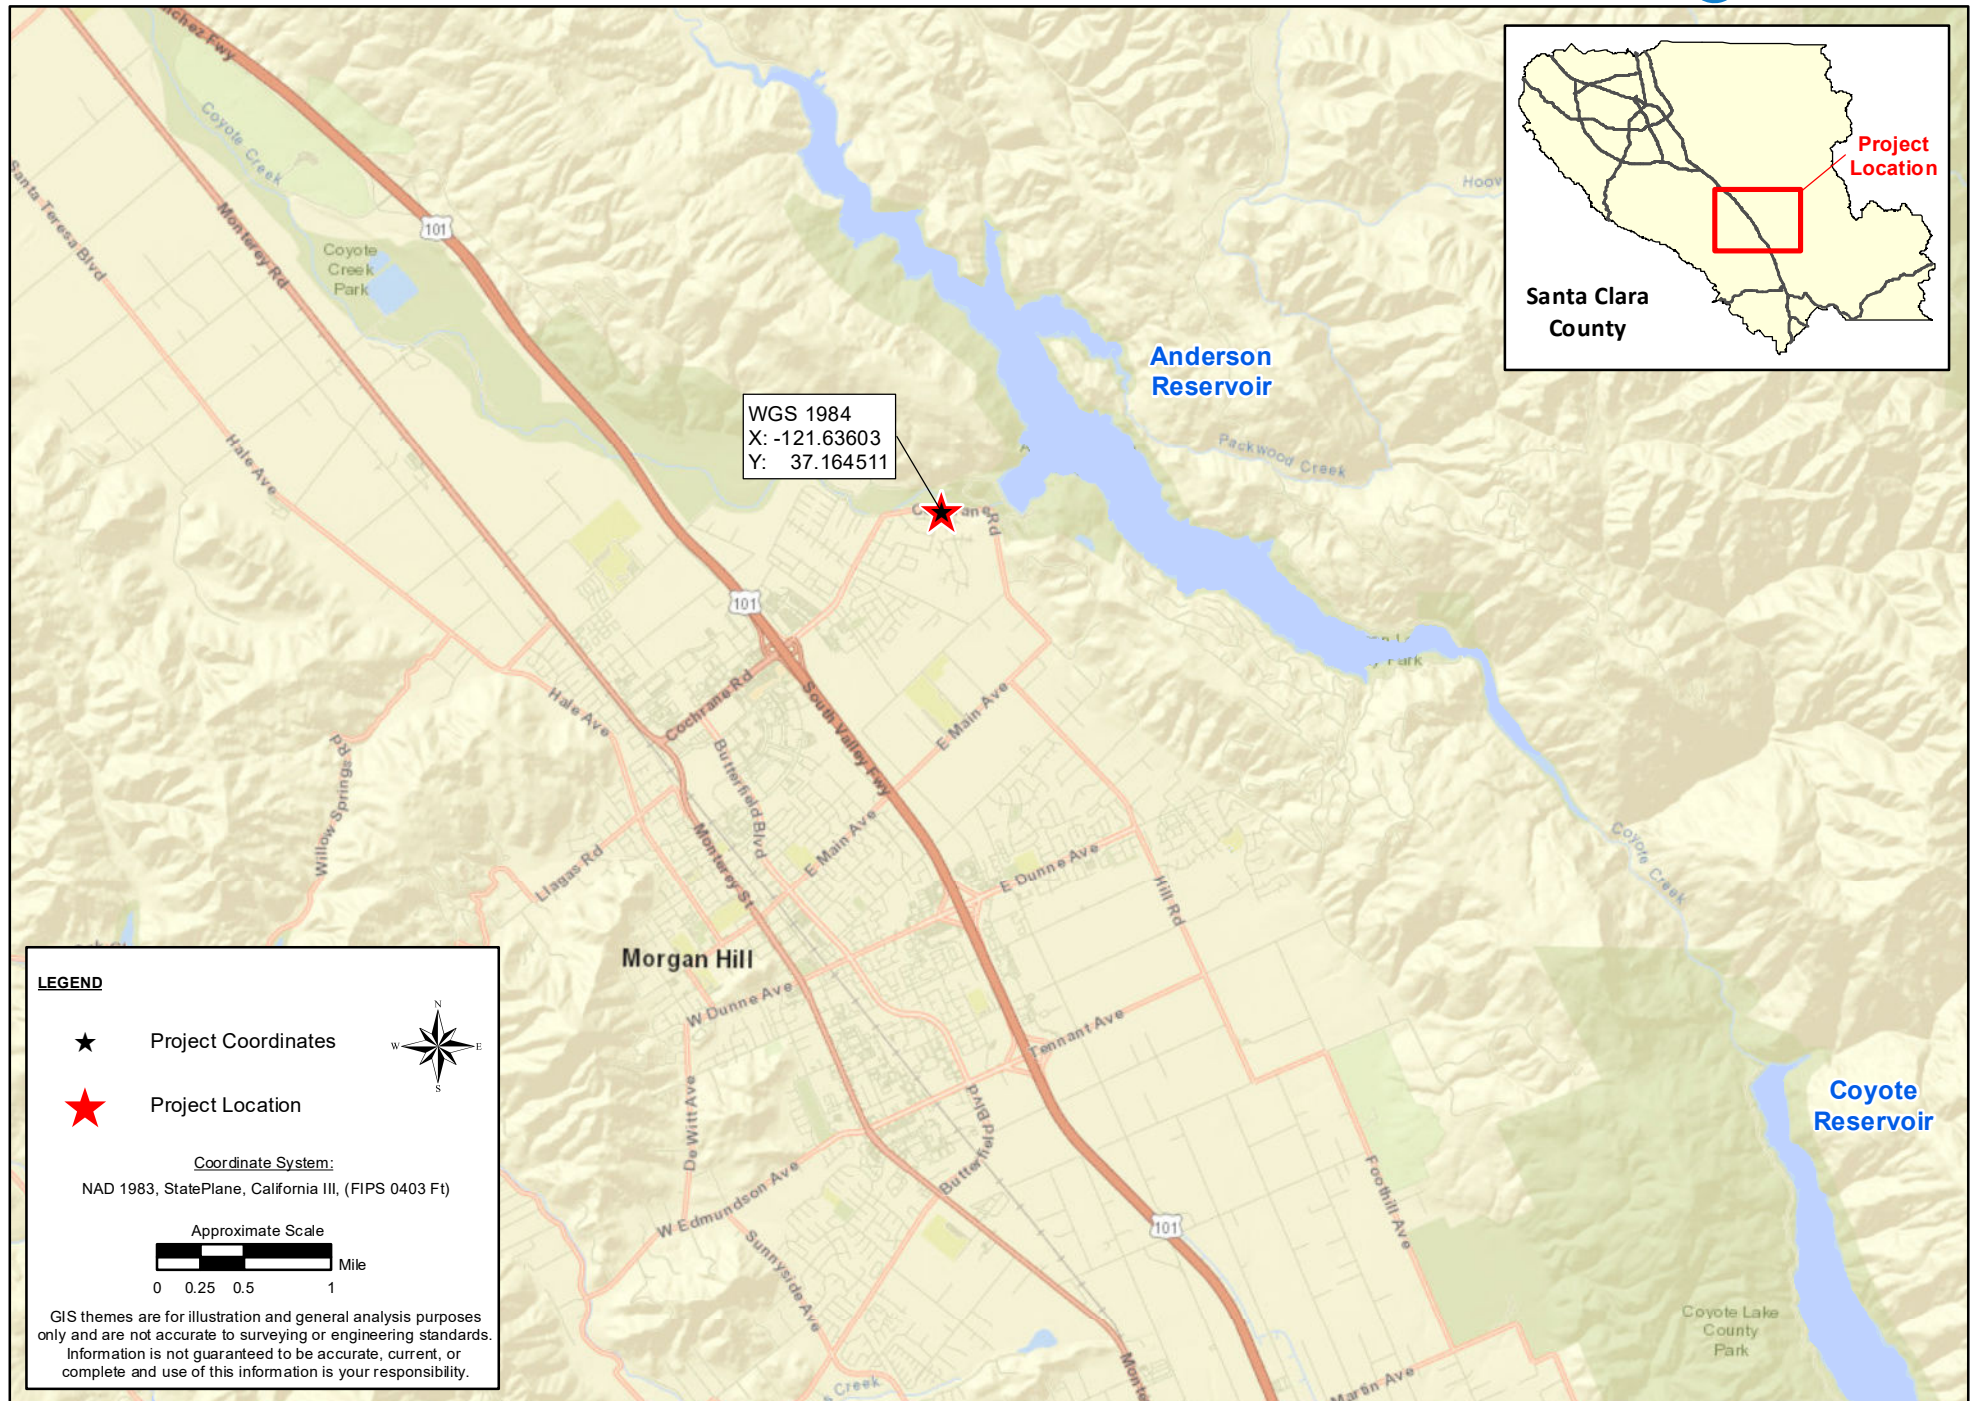 Coyote Creek
Santa Teresa Blvd
Monterey Rd
101
Coyote
Creek
Park
Hale Ave
WGS 1984
X: -121.63603
Y: 37.164511
Anderson
Reservoir
Packwood Creek
Project
Location
Santa Clara
County
101
Rd
Hale Ave
Cochrane Rd
South Valley Fwy
E Main Ave
Butterfield Blvd
Willow Springs Rd
Llagas Rd
Monterey St
E Main Ave
E Dunne Ave
Hill Rd
Coyote Creek
Park
Morgan Hill
W Dunne Ave
Tennant Ave
De Witt Ave
Butterfield Blvd
W Edmundson Ave
Sunnyside Ave
Foothill Ave
101
Coyote
Reservoir
Coyote Lake
County
Park
Martin Ave
Creek
LEGEND
N
W E
S
Project Coordinates
Project Location
Coordinate System:
NAD 1983, StatePlane, California III, (FIPS 0403 Ft)
Approximate Scale
Mile
0 0.25 0.5 1
GIS themes are for illustration and general analysis purposes
only and are not accurate to surveying or engineering standards.
Information is not guaranteed to be accurate, current, or
complete and use of this information is your responsibility.